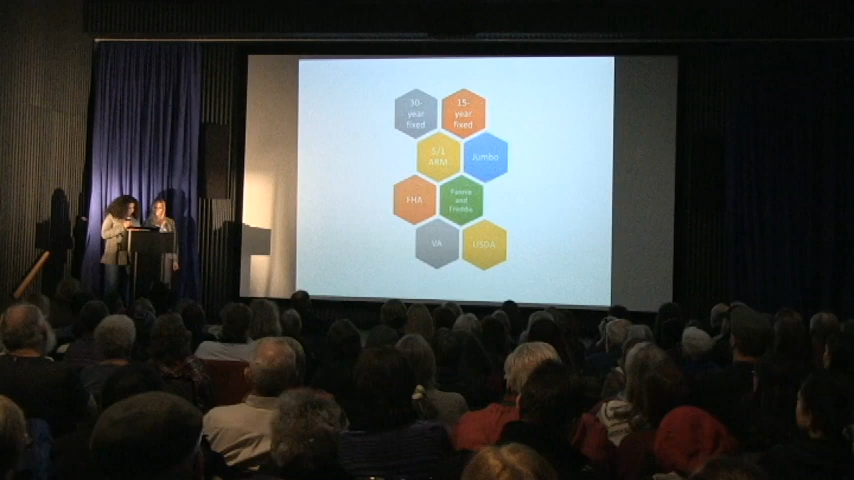 30-
year
fixed
15-
year
fixed
5/1
ARM
Jumbo
FHA
Fannie
and
Freddie
VA
USDA